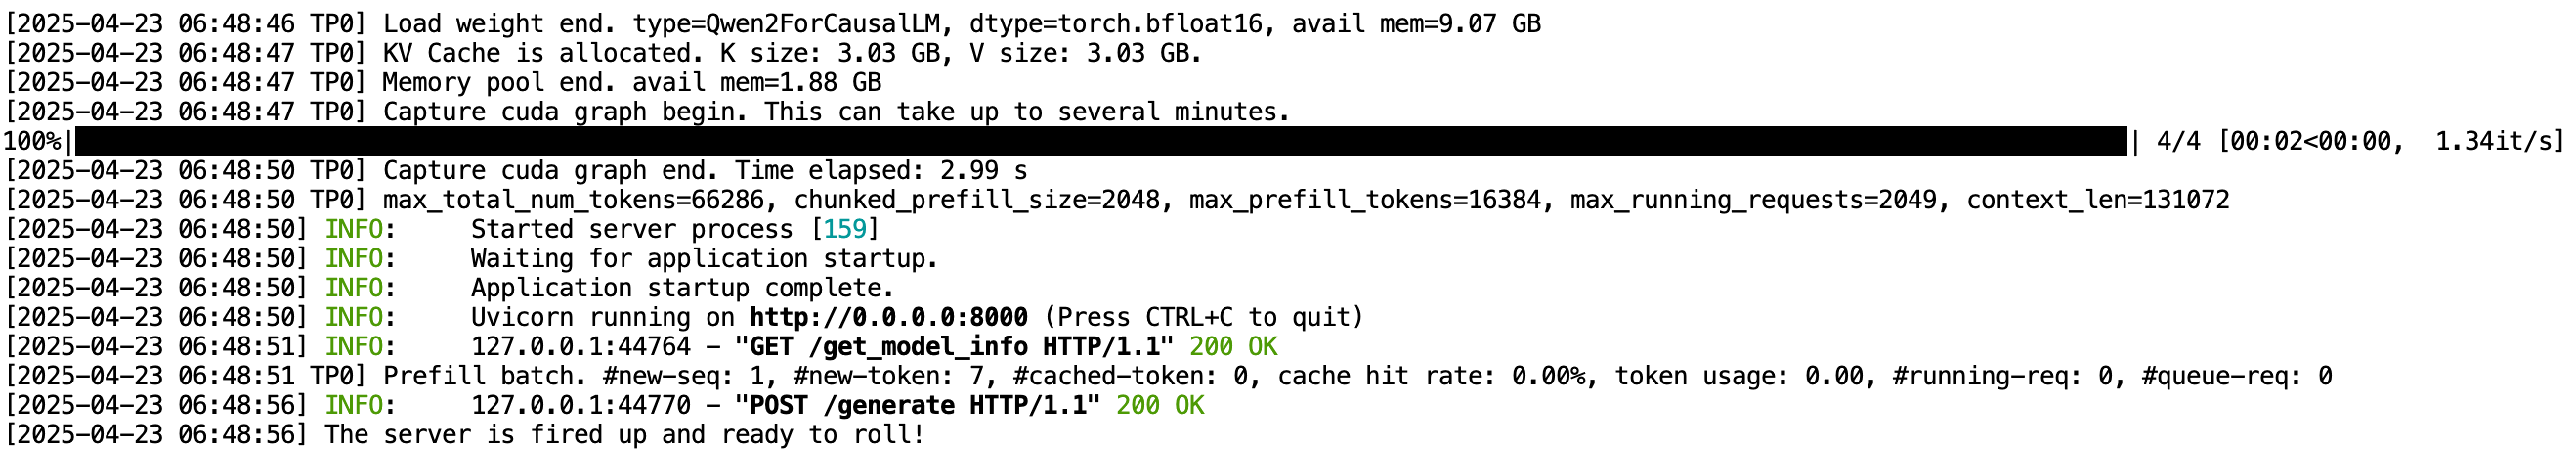 [2025-04-23 06:48:46 TP0] Load weight end. type=Qwen2ForCausalLM, dtype=torch.bfloat16, avail mem=9.07 GB
[2025-04-23 06:48:47 TP0] KV Cache is allocated. K size: 3.03 GB, V size: 3.03 GB.
[2025-04-23 06:48:47 TP0] Memory pool end. avail mem=1.88 GB
[2025-04-23 06:48:47 TP0] Capture cuda graph begin. This can take up to several minutes.
100%|██████████| 4/4 [00:02<00:00,  1.34it/s]
[2025-04-23 06:48:50 TP0] Capture cuda graph end. Time elapsed: 2.99 s
[2025-04-23 06:48:50 TP0] max_total_num_tokens=66286, chunked_prefill_size=2048, max_prefill_tokens=16384, max_running_requests=2049, context_len=131072
[2025-04-23 06:48:50] INFO:     Started server process [159]
[2025-04-23 06:48:50] INFO:     Waiting for application startup.
[2025-04-23 06:48:50] INFO:     Application startup complete.
[2025-04-23 06:48:50] INFO:     Uvicorn running on http://0.0.0.0:8000 (Press CTRL+C to quit)
[2025-04-23 06:48:51] INFO:     127.0.0.1:44764 - "GET /get_model_info HTTP/1.1" 200 OK
[2025-04-23 06:48:51 TP0] Prefill batch. #new-seq: 1, #new-token: 7, #cached-token: 0, cache hit rate: 0.00%, token usage: 0.00, #running-req: 0, #queue-req: 0
[2025-04-23 06:48:56] INFO:     127.0.0.1:44770 - "POST /generate HTTP/1.1" 200 OK
[2025-04-23 06:48:56] The server is fired up and ready to roll!